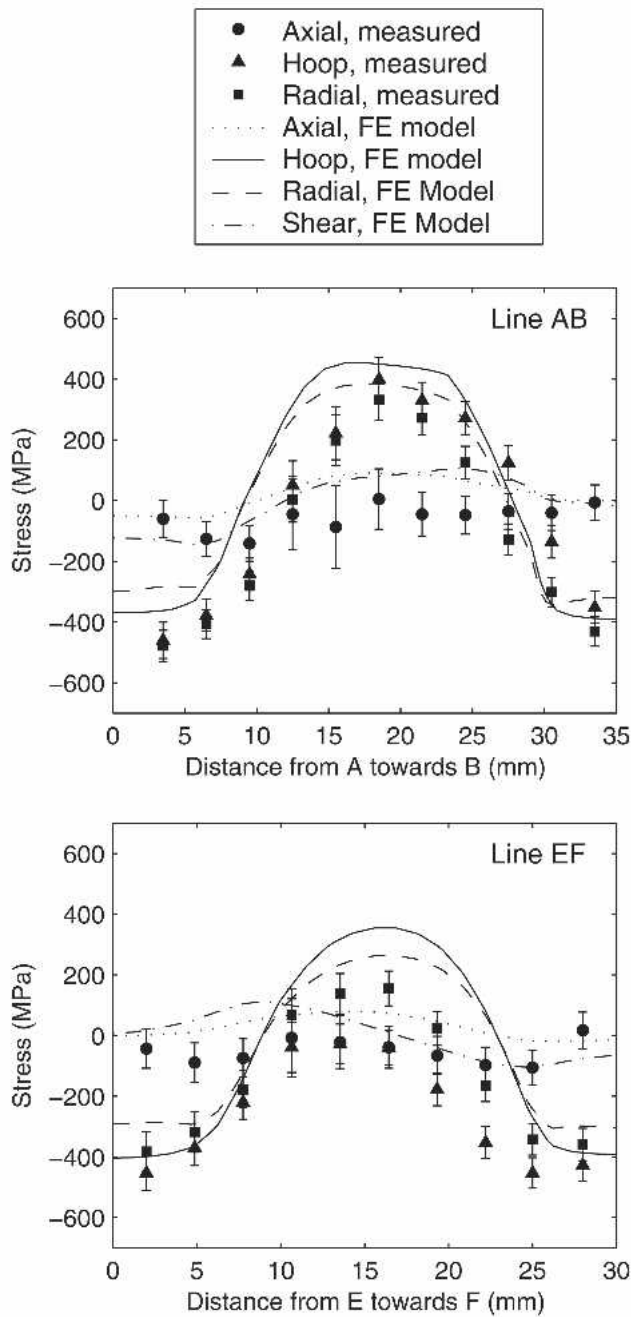 Axial, measured
Hoop, measured
Radial, measured
Axial, FE model
Hoop, FE model
Radial, FE Model
Shear, FE Model
Line AB
600
400
200
0
−200
−400
−600
Stress (MPa)
0 5 10 15 20 25 30 35
Distance from A towards B (mm)
Line EF
600
400
200
0
−200
−400
−600
Stress (MPa)
0 5 10 15 20 25 30
Distance from E towards F (mm)